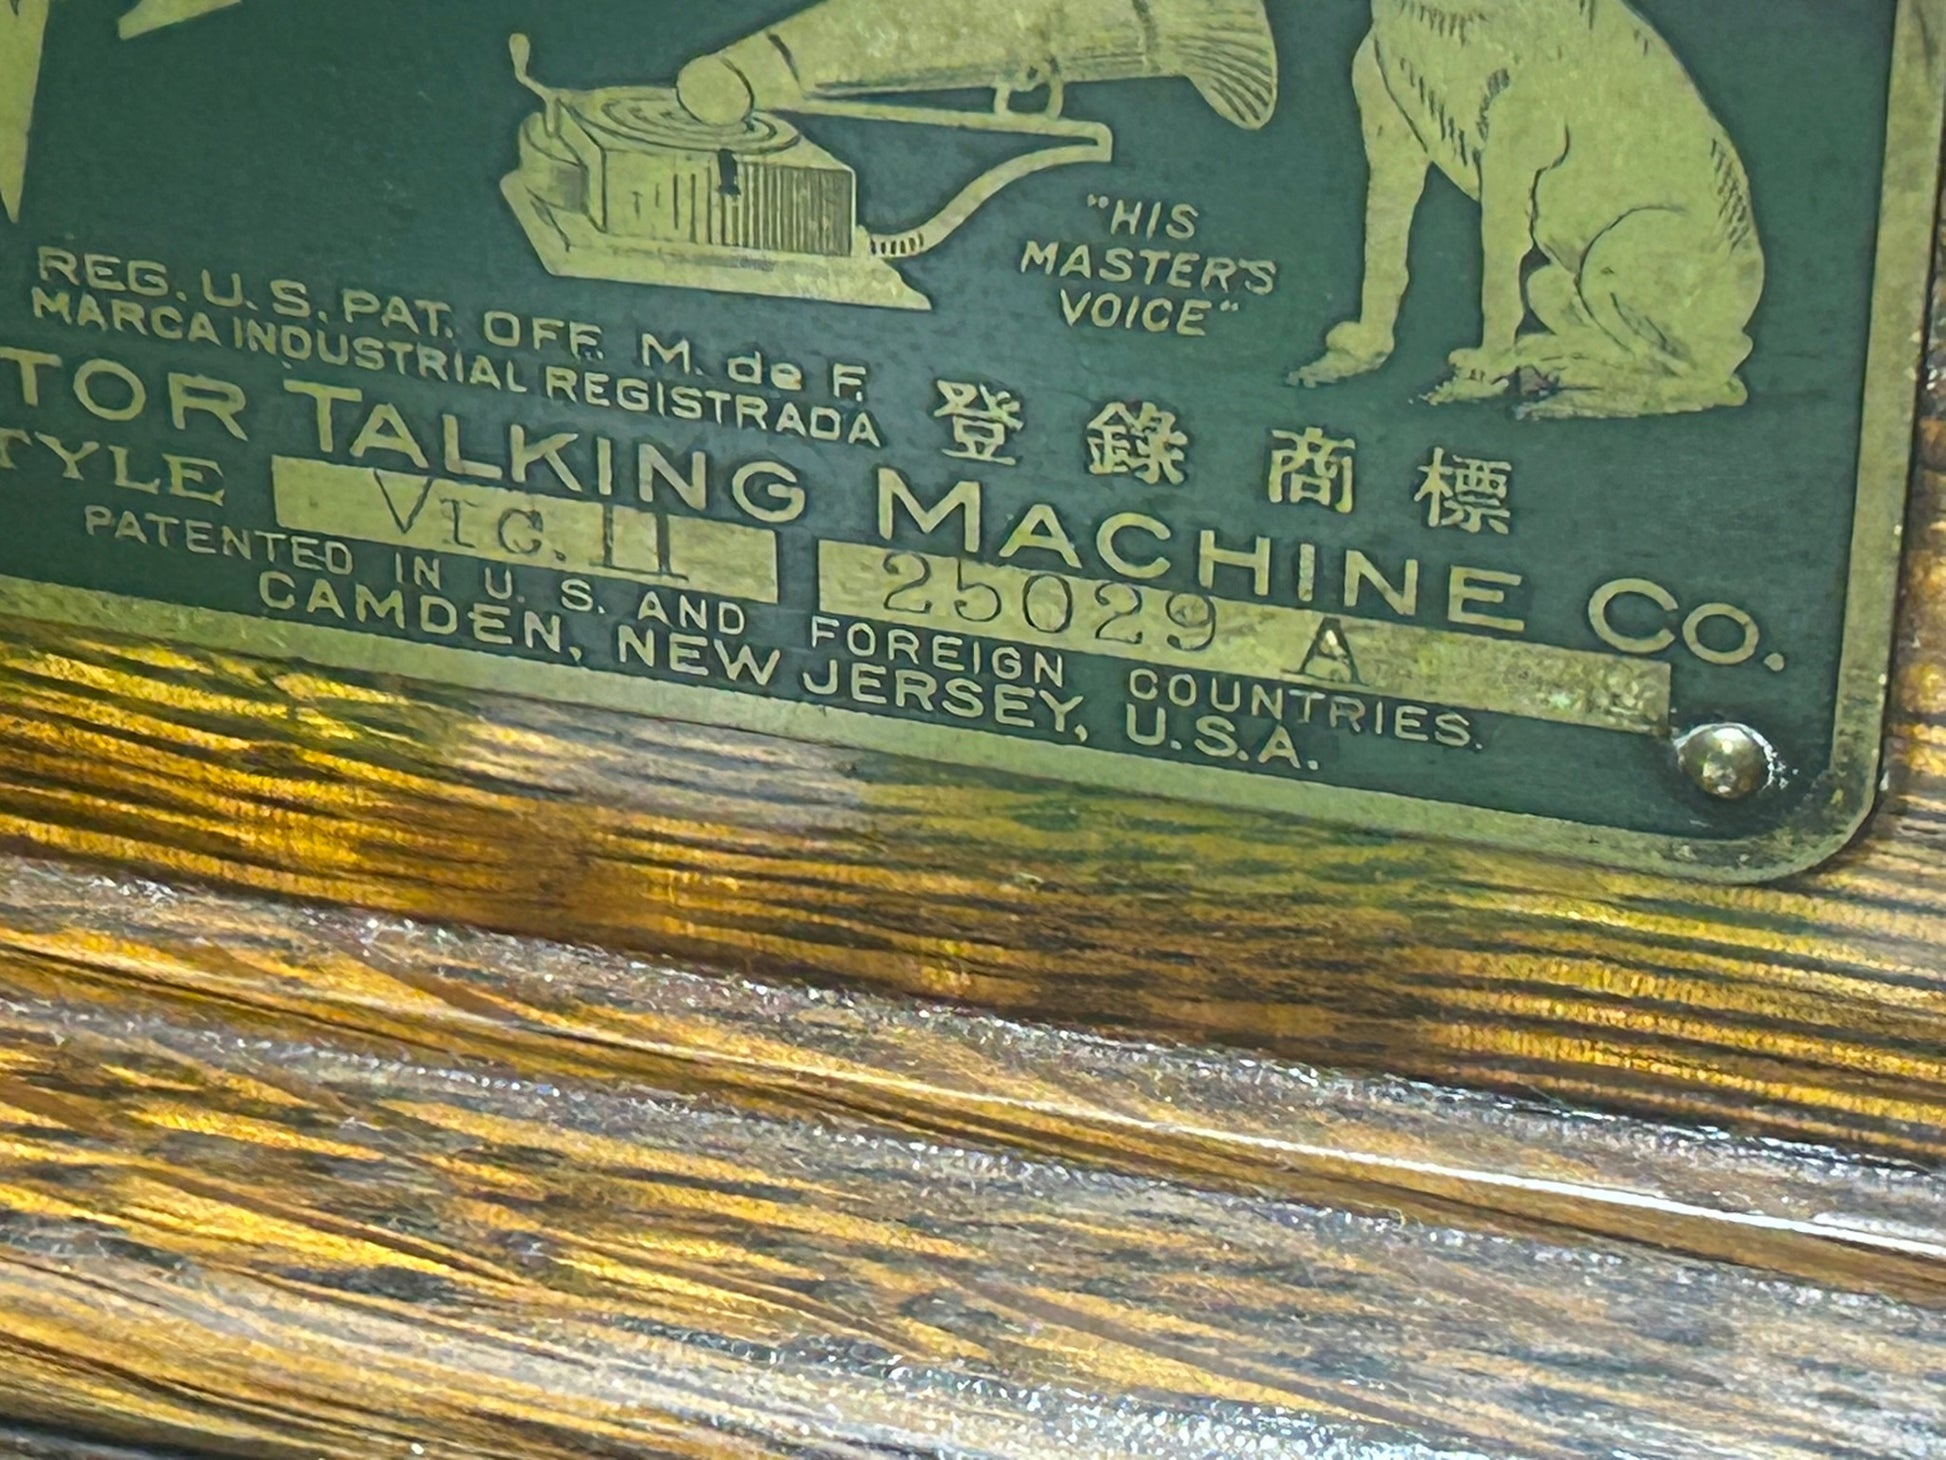 "HIS
MASTER'S
VOICE"
REG. U. S. PAT. OFF. M. de F.
MARCA INDUSTRIAL REGISTRADA
登錄商標
TOR TALKING MACHINE CO.
TYLE VIC. II 25029 A
PATENTED IN U. S. AND FOREIGN COUNTRIES.
CAMDEN, NEW JERSEY, U.S.A.